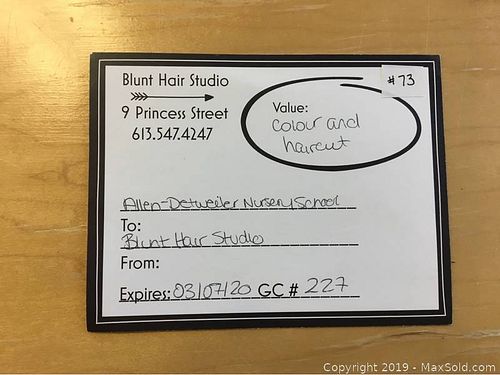 Blunt Hair Studio
#73
9 Princess Street
613.547.4247
Value:
colour and
haircut
Allen-Detweiler Nursery School
To:
Blunt Hair Studio
From:
Expires: 03/07/20 GC # 227
Copyright 2019 - MaxSold.com